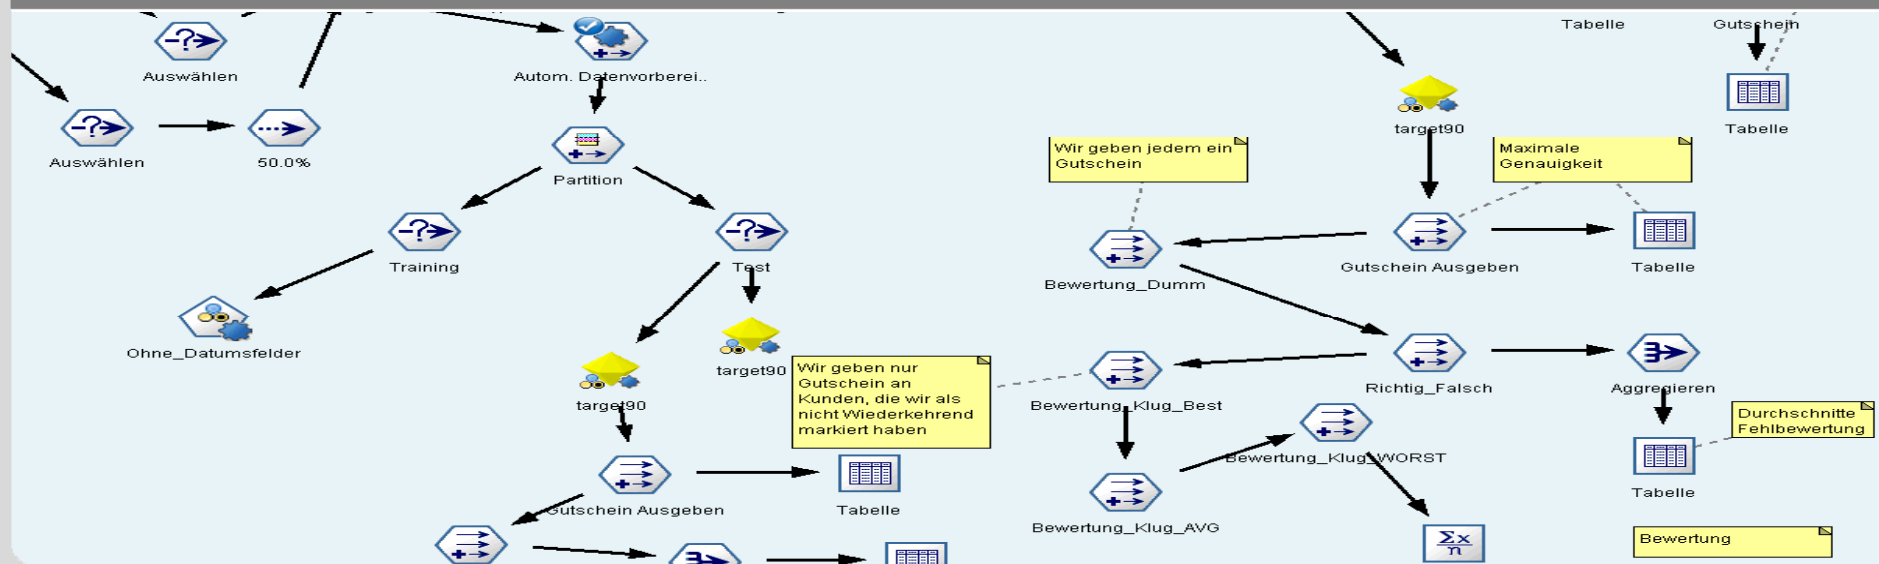 Tabelle
Gutschein
Auswählen
Autom. Datenvorberei..
target90
Tabelle
Auswählen
50.0%
Wir geben jedem ein
Gutschein
Maximale
Genauigkeit
Partition
Training
Test
Bewertung_Dumm
Gutschein Ausgeben
Tabelle
Ohne_Datumsfelder
target90
Wir geben nur
Gutschein an
Kunden, die wir als
nicht Wiederkehrend
markiert haben
target90
Bewertung_Klug_Best
Richtig_Falsch
Aggregieren
Durchschnitte
Fehlbewertung
Bewertung_Klug_WORST
Gutschein Ausgeben
Tabelle
Bewertung_Klug_AVG
Tabelle
Σx
n
Bewertung